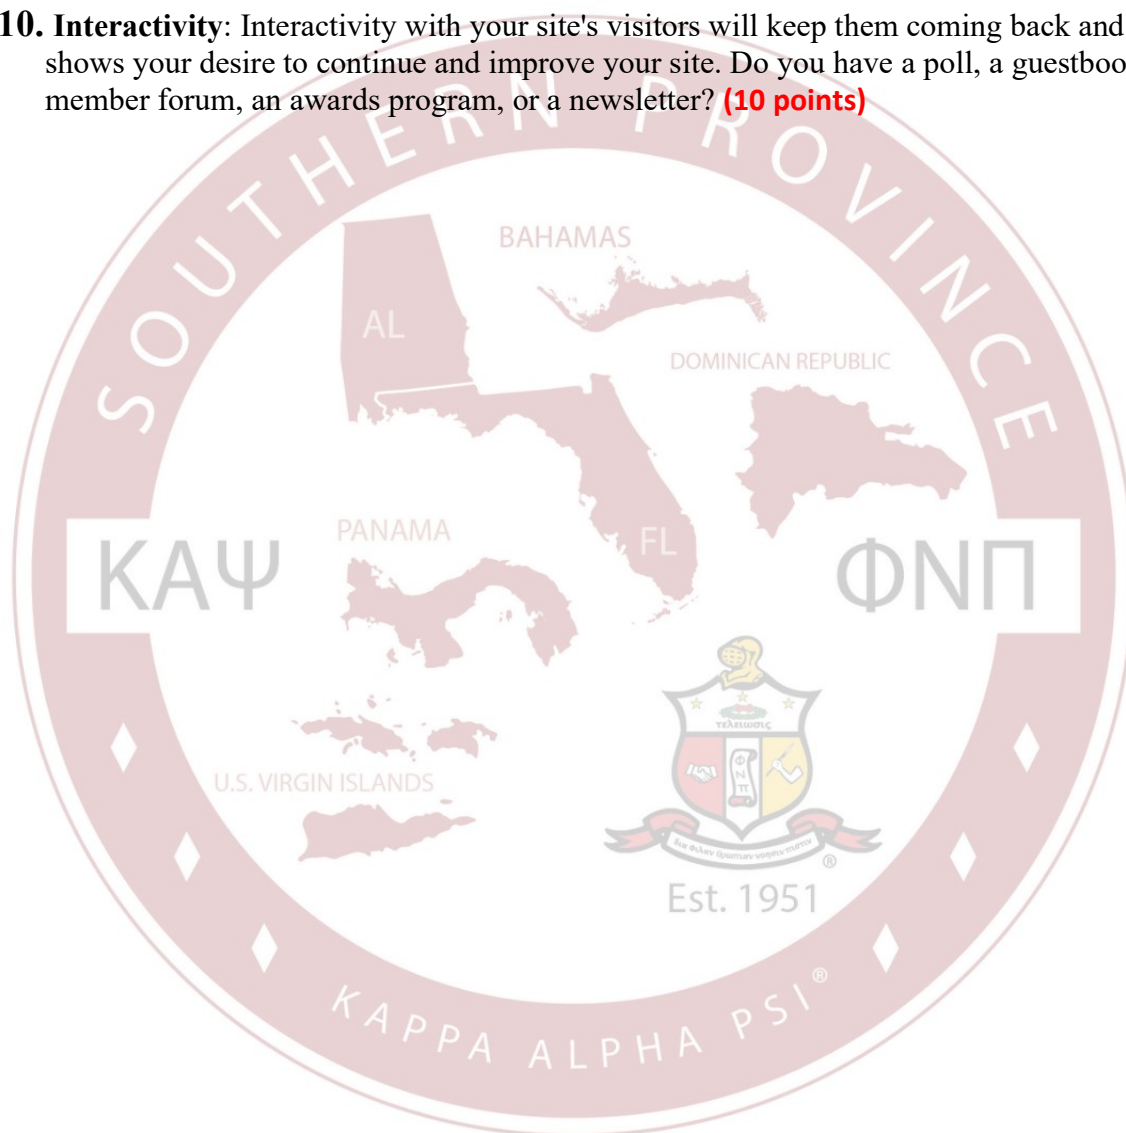 10. Interactivity: Interactivity with your site's visitors will keep them coming back and
shows your desire to continue and improve your site. Do you have a poll, a guestboo
member forum, an awards program, or a newsletter? (10 points)
SOUTHERN PROVINCE
BAHAMAS
AL
DOMINICAN REPUBLIC
PANAMA
FL
ΚΑΨ
ΦΝΠ
τελειωσις
Φ
Ν
π
U.S. VIRGIN ISLANDS
®
Est. 1951
KAPPA ALPHA PSI®